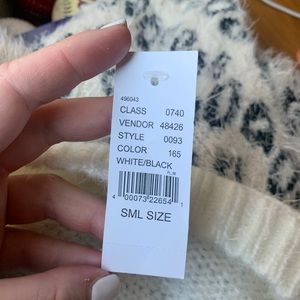 496043
CLASS 0740
VENDOR 48426
STYLE 0093
COLOR 165
WHITE/BLACK
4 00073 22654 1
SML SIZE